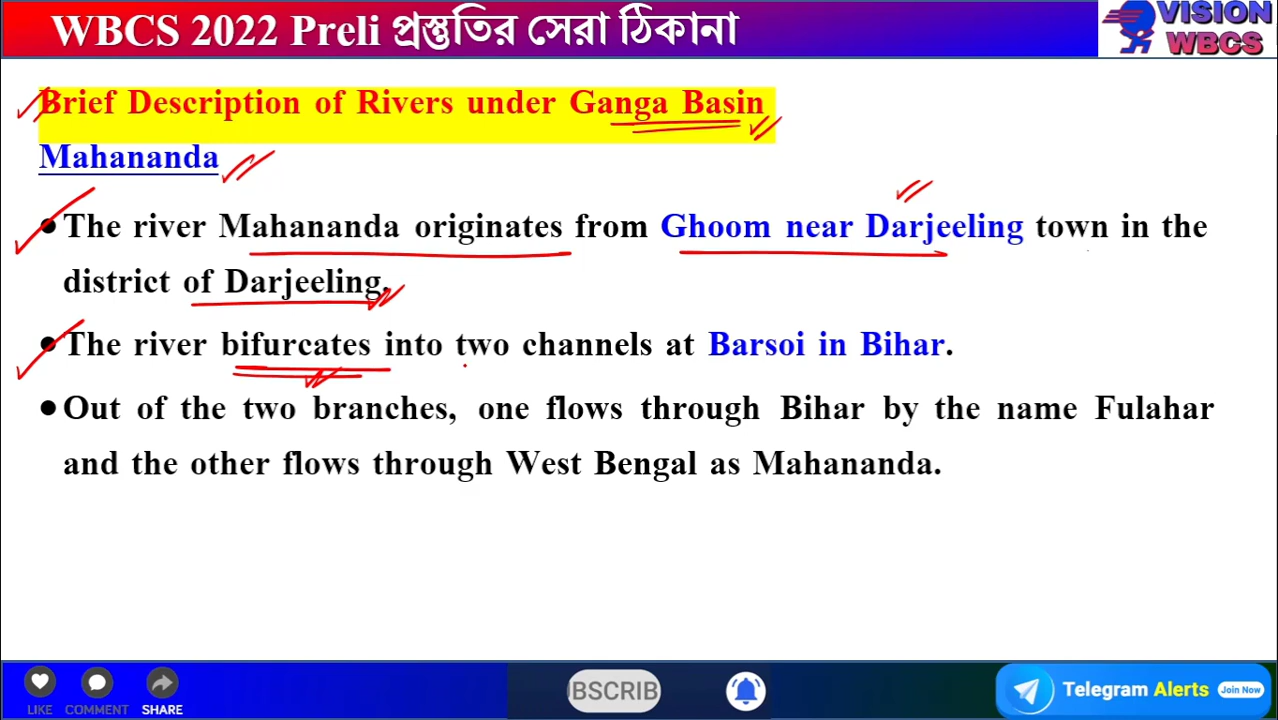 WBCS 2022 Preli প্রস্তুতির সেরা ঠিকানা
VISION
WBCS
Brief Description of Rivers under Ganga Basin
Mahananda
● The river Mahananda originates from Ghoom near Darjeeling town in the
district of Darjeeling.
● The river bifurcates into two channels at Barsoi in Bihar.
● Out of the two branches, one flows through Bihar by the name Fulahar
and the other flows through West Bengal as Mahananda.
LIKE COMMENT SHARE
BSCRIB
Telegram Alerts Join Now